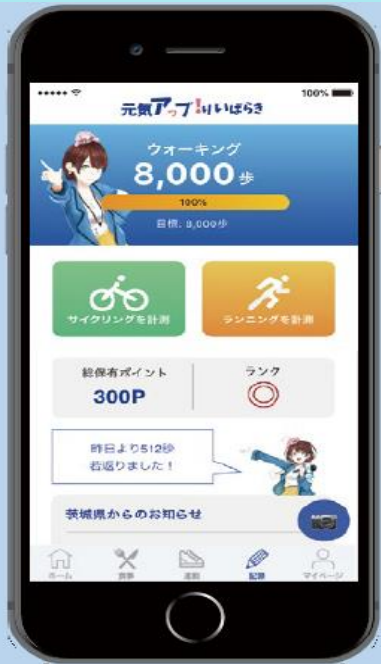 100%
元気アップ!りいばらき
ウォーキング
8,000 歩
100%
目標: 8,000歩
サイクリングを計測
ランニングを計測
総保有ポイント
ランク
300P
昨日より512秒
若返りました！
茨城県からのお知らせ
ホーム
食事
運動
記録
マイページ